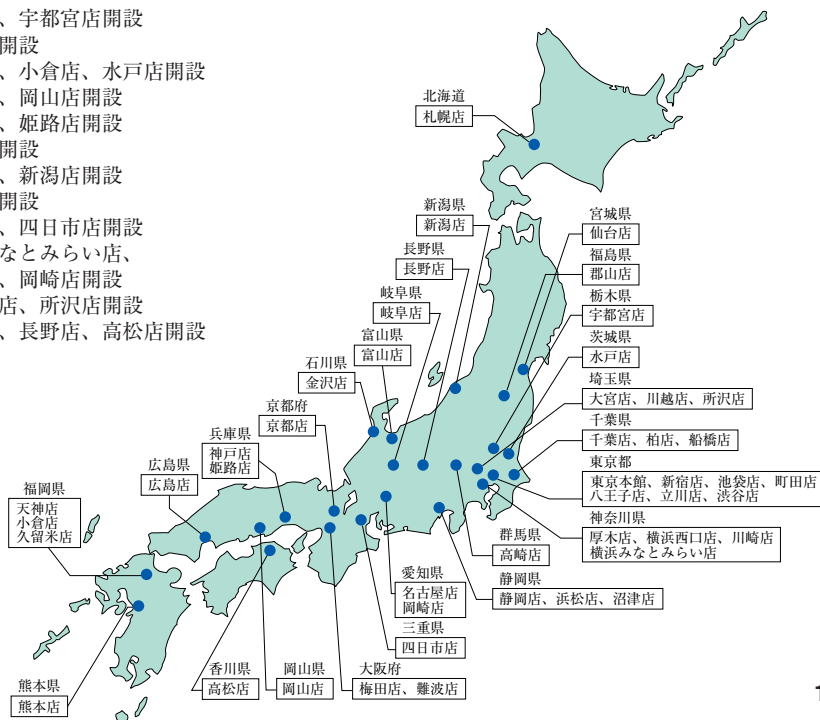 、宇都宮店開設
開設
、小倉店、水戸店開設
、岡山店開設
、姫路店開設
開設
、新潟店開設
開設
、四日市店開設
なとみらい店、
、岡崎店開設
店、所沢店開設
、長野店、高松店開設
北海道
札幌店
新潟県
新潟店
長野県
長野店
岐阜県
岐阜店
富山県
富山店
石川県
金沢店
京都府
京都店
兵庫県
神戸店
姫路店
広島県
広島店
福岡県
天神店
小倉店
久留米店
熊本県
熊本店
宮城県
仙台店
福島県
郡山店
栃木県
宇都宮店
茨城県
水戸店
埼玉県
大宮店、川越店、所沢店
千葉県
千葉店、柏店、船橋店
東京都
東京本館、新宿店、池袋店、町田店
八王子店、立川店、渋谷店
神奈川県
厚木店、横浜西口店、川崎店
横浜みなとみらい店
群馬県
高崎店
静岡県
静岡店、浜松店、沼津店
愛知県
名古屋店
岡崎店
三重県
四日市店
大阪府
梅田店、難波店
岡山県
岡山店
香川県
高松店
1